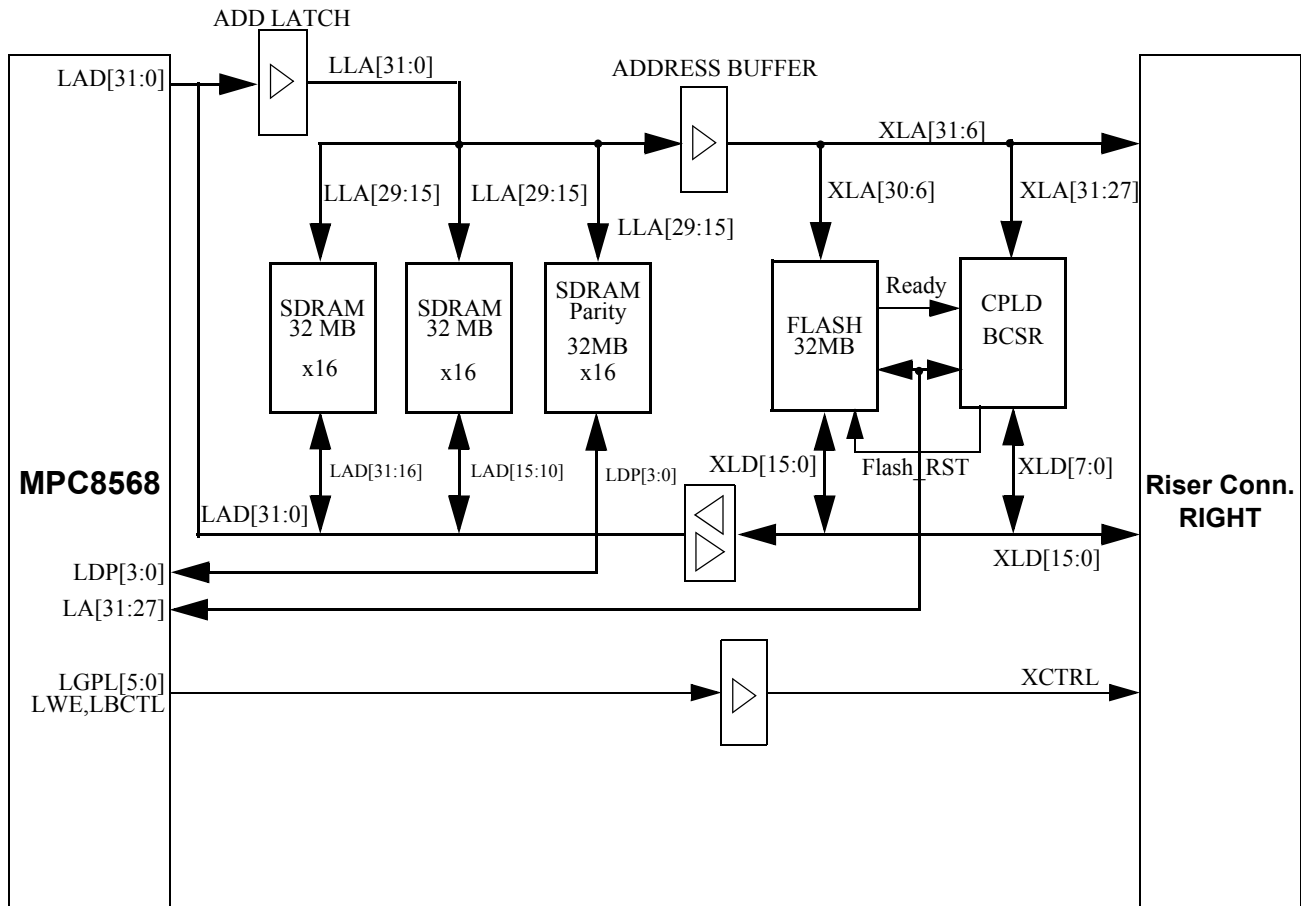 ADD LATCH
LAD[31:0]
LLA[31:0]
ADDRESS BUFFER
XLA[31:6]
LLA[29:15]
LLA[29:15]
LLA[29:15]
XLA[30:6]
XLA[31:27]
SDRAM
32 MB
x16
SDRAM
32 MB
x16
SDRAM
Parity
32MB
x16
FLASH
32MB
Ready
CPLD
BCSR
LAD[31:16]
LAD[15:10]
LDP[3:0]
XLD[15:0]
Flash_RST
XLD[7:0]
MPC8568
Riser Conn.
RIGHT
LAD[31:0]
XLD[15:0]
LDP[3:0]
LA[31:27]
LGPL[5:0]
LWE,LBCTL
XCTRL